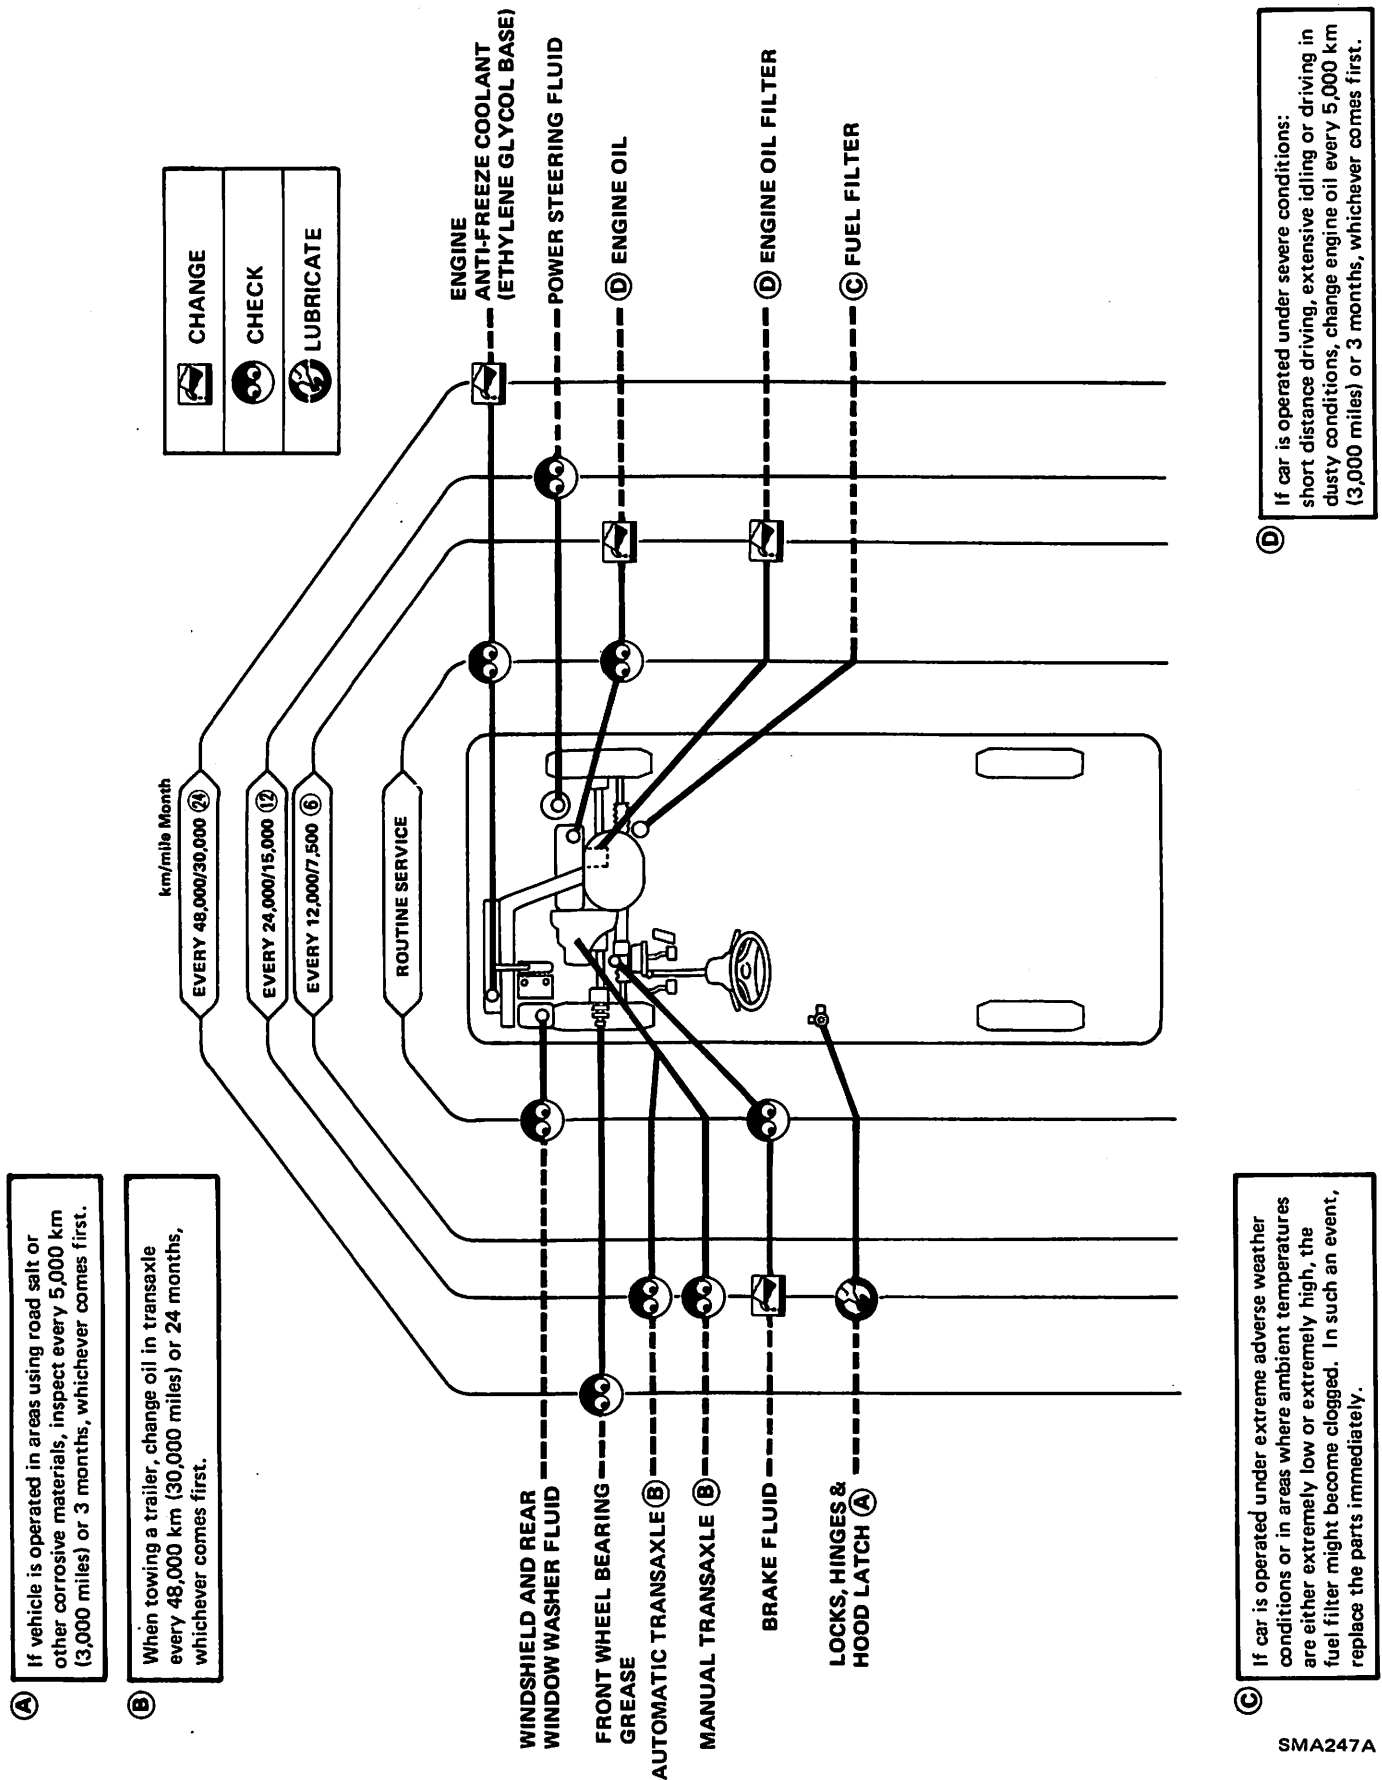 Ⓐ
If vehicle is operated in areas using road salt or
other corrosive materials, inspect every 5,000 km
(3,000 miles) or 3 months, whichever comes first.
Ⓑ
When towing a trailer, change oil in transaxle
every 48,000 km (30,000 miles) or 24 months,
whichever comes first.
km/mile Month
EVERY 48,000/30,000 24
EVERY 24,000/15,000 12
EVERY 12,000/7,500 6
ROUTINE SERVICE
CHANGE
CHECK
LUBRICATE
WINDSHIELD AND REAR
WINDOW WASHER FLUID
FRONT WHEEL BEARING
GREASE
AUTOMATIC TRANSAXLE Ⓑ
MANUAL TRANSAXLE Ⓑ
BRAKE FLUID
LOCKS, HINGES &
HOOD LATCH Ⓐ
ENGINE
ANTI-FREEZE COOLANT
(ETHYLENE GLYCOL BASE)
POWER STEERING FLUID
Ⓓ ENGINE OIL
Ⓓ ENGINE OIL FILTER
Ⓒ FUEL FILTER
Ⓒ
If car is operated under extreme adverse weather
conditions or in areas where ambient temperatures
are either extremely low or extremely high, the
fuel filter might become clogged. In such an event,
replace the parts immediately.
Ⓓ
If car is operated under severe conditions:
short distance driving, extensive idling or driving in
dusty conditions, change engine oil every 5,000 km
(3,000 miles) or 3 months, whichever comes first.
SMA247A